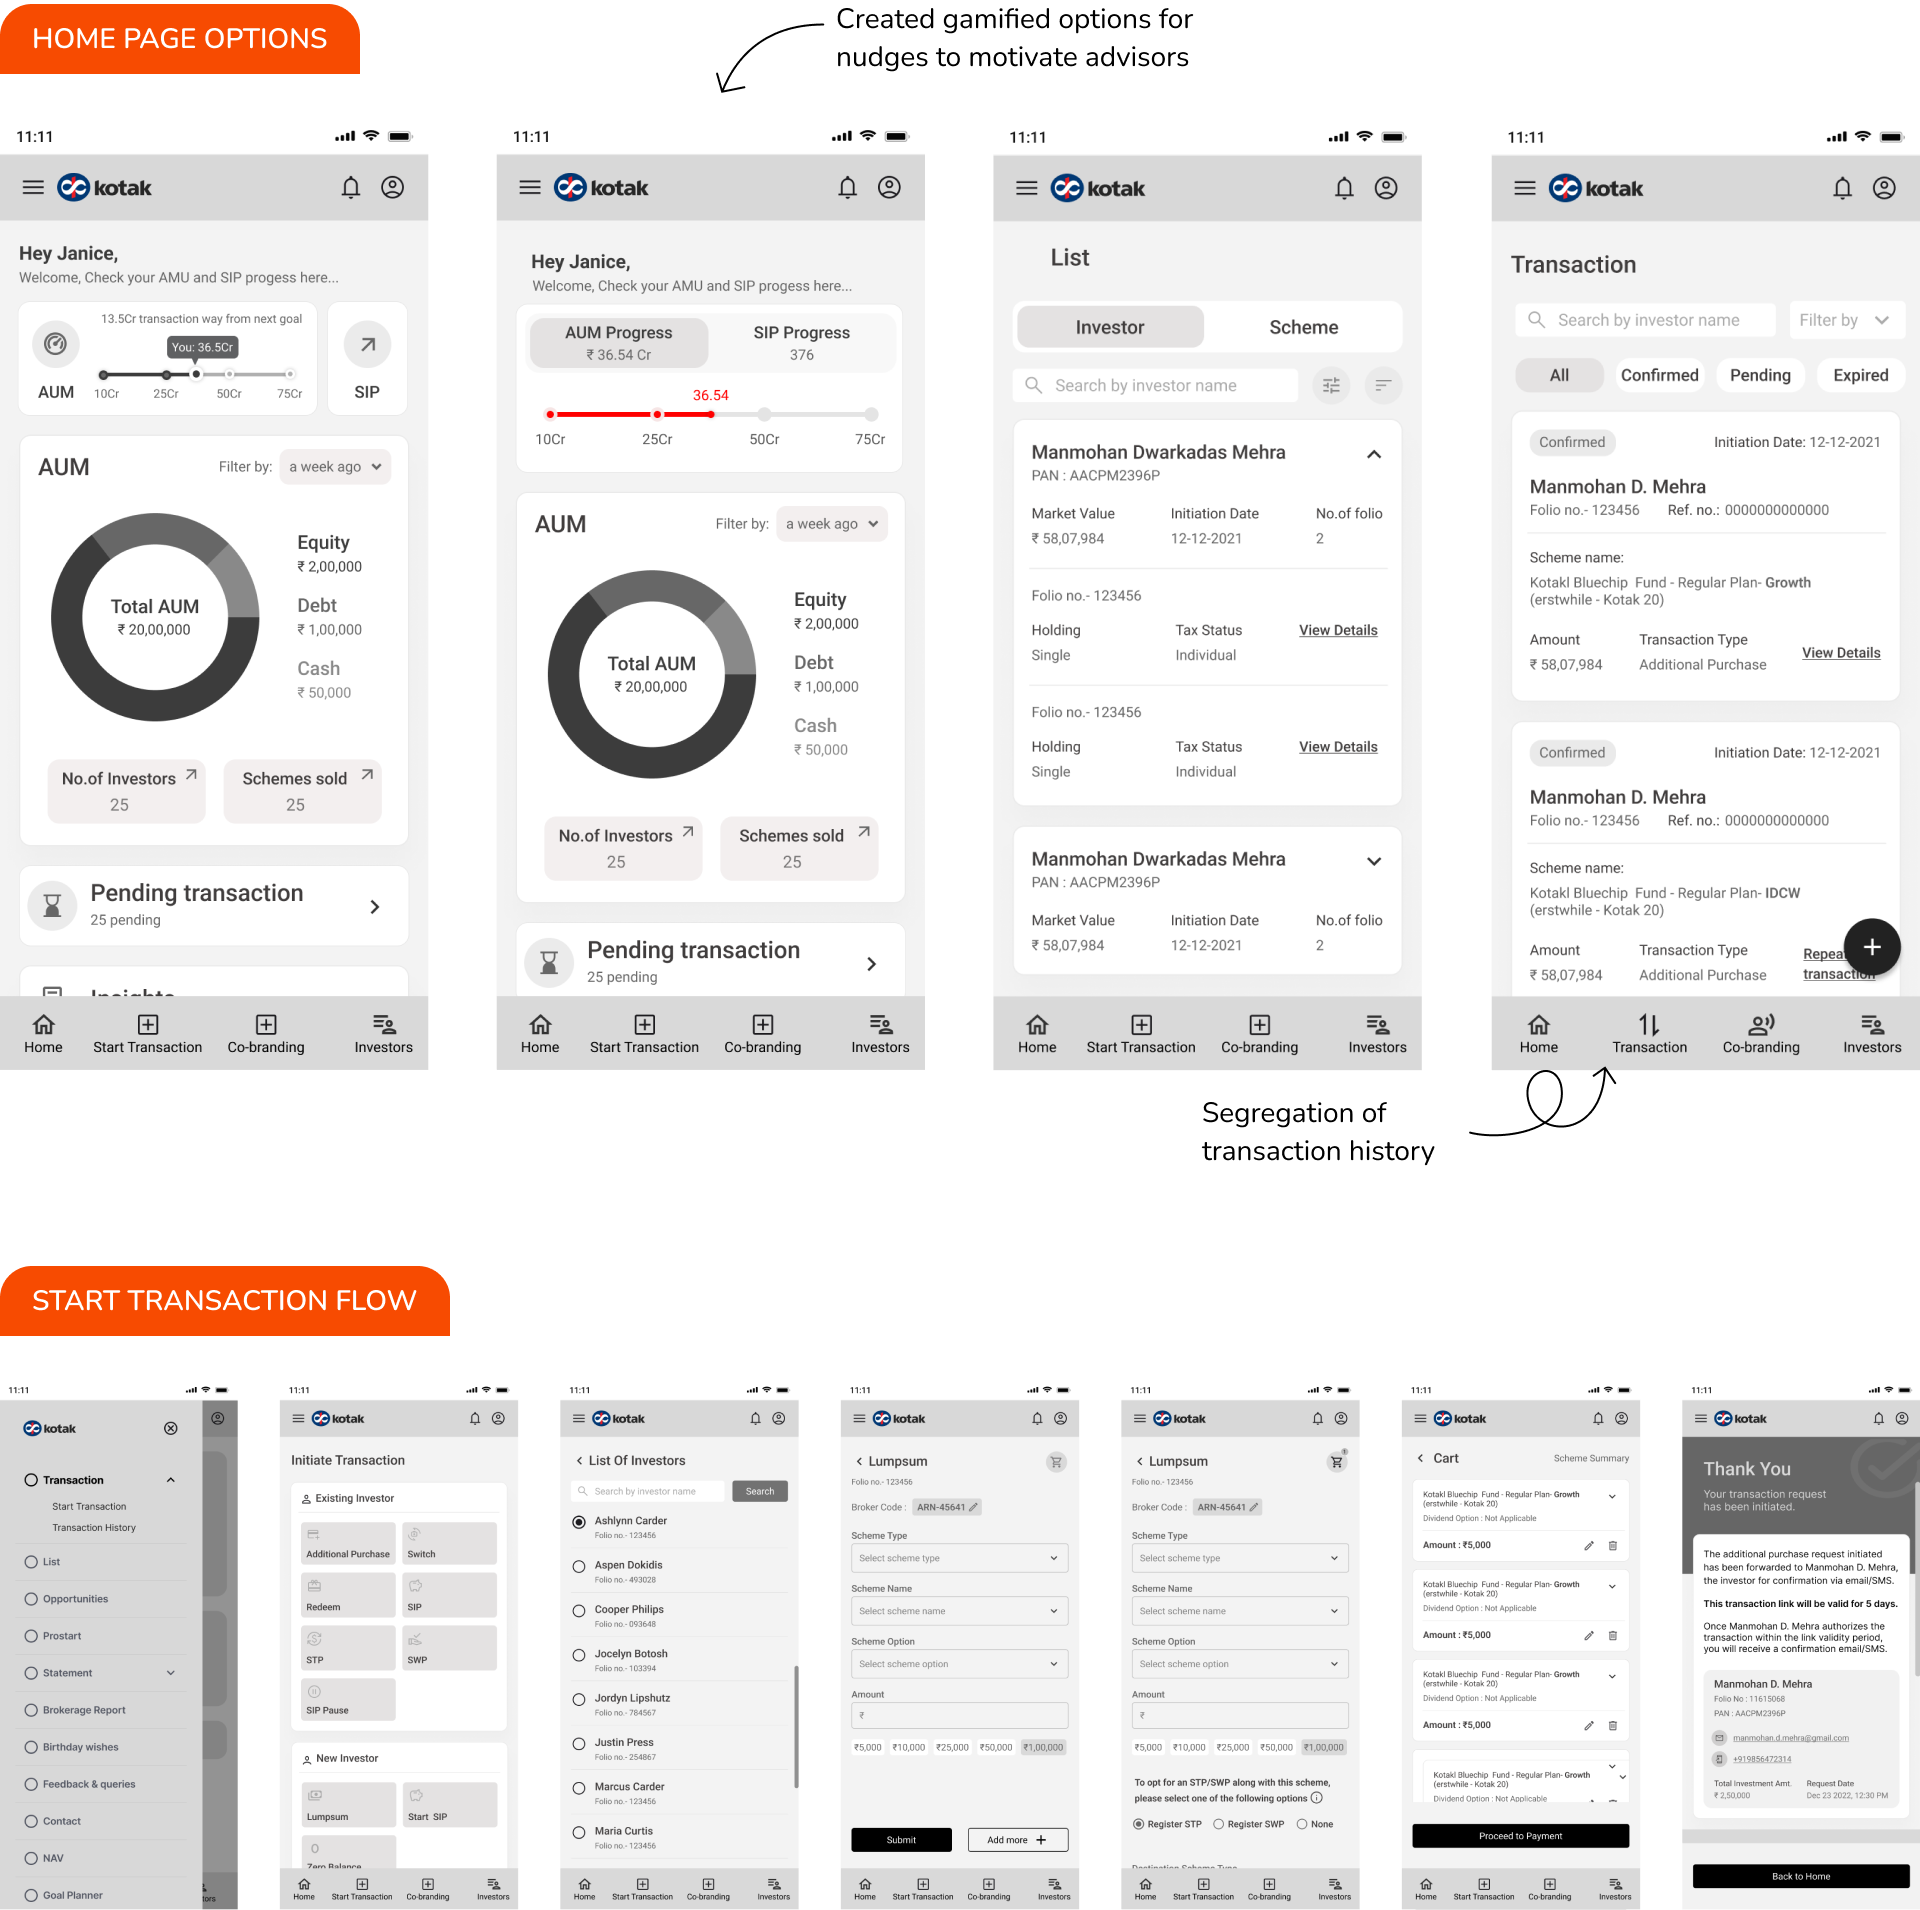 HOME PAGE OPTIONS
Created gamified options for
nudges to motivate advisors
11:11
kotak
Hey Janice,
Welcome, Check your AMU and SIP progess here...
13.5Cr transaction way from next goal
You: 36.5Cr
AUM
10Cr 25Cr 50Cr 75Cr
SIP
AUM
Filter by: a week ago
Total AUM
₹ 20,00,000
Equity
₹ 2,00,000
Debt
₹ 1,00,000
Cash
₹ 50,000
No.of Investors
25
Schemes sold
25
Pending transaction
25 pending
Insights
Home Start Transaction Co-branding Investors
11:11
kotak
Hey Janice,
Welcome, Check your AMU and SIP progess here...
AUM Progress
₹ 36.54 Cr
SIP Progress
376
36.54
10Cr 25Cr 50Cr 75Cr
AUM
Filter by: a week ago
Total AUM
₹ 20,00,000
Equity
₹ 2,00,000
Debt
₹ 1,00,000
Cash
₹ 50,000
No.of Investors
25
Schemes sold
25
Pending transaction
25 pending
Home Start Transaction Co-branding Investors
11:11
kotak
List
Investor Scheme
Search by investor name
Manmohan Dwarkadas Mehra
PAN : AACPM2396P
Market Value Initiation Date No.of folio
₹ 58,07,984 12-12-2021 2
Folio no.- 123456
Holding Tax Status View Details
Single Individual
Folio no.- 123456
Holding Tax Status View Details
Single Individual
Manmohan Dwarkadas Mehra
PAN : AACPM2396P
Market Value Initiation Date No.of folio
₹ 58,07,984 12-12-2021 2
Home Start Transaction Co-branding Investors
11:11
kotak
Transaction
Search by investor name Filter by
All Confirmed Pending Expired
Confirmed Initiation Date: 12-12-2021
Manmohan D. Mehra
Folio no.- 123456 Ref. no.: 0000000000000
Scheme name:
Kotakl Bluechip Fund - Regular Plan- Growth
(erstwhile - Kotak 20)
Amount Transaction Type
₹ 58,07,984 Additional Purchase View Details
Confirmed Initiation Date: 12-12-2021
Manmohan D. Mehra
Folio no.- 123456 Ref. no.: 0000000000000
Scheme name:
Kotakl Bluechip Fund - Regular Plan- IDCW
(erstwhile - Kotak 20)
Amount Transaction Type Repeat
₹ 58,07,984 Additional Purchase transaction
Home Transaction Co-branding Investors
Segregation of
transaction history
START TRANSACTION FLOW
11:11
kotak
Transaction
Start Transaction
Transaction History
List
Opportunities
Prostart
Statement
Brokerage Report
Birthday wishes
Feedback & queries
Contact
NAV
Goal Planner
tors
11:11
kotak
Initiate Transaction
Existing Investor
Additional Purchase Switch
Redeem SIP
STP SWP
SIP Pause
New Investor
Lumpsum Start SIP
0
Zero Balance
Home Start Transaction Co-branding Investors
11:11
kotak
List Of Investors
Search by investor name Search
Ashlynn Carder
Folio no.- 123456
Aspen Dokidis
Folio no.- 493028
Cooper Philips
Folio no.- 093648
Jocelyn Botosh
Folio no.- 103394
Jordyn Lipshutz
Folio no.- 784567
Justin Press
Folio no.- 254867
Marcus Carder
Folio no.- 123456
Maria Curtis
Folio no.- 123456
Home Start Transaction Co-branding Investors
11:11
kotak
Lumpsum
Folio no.- 123456
Broker Code : ARN-45641
Scheme Type
Select scheme type
Scheme Name
Select scheme name
Scheme Option
Select scheme option
Amount
₹
₹5,000 ₹10,000 ₹25,000 ₹50,000 ₹1,00,000
Submit Add more
Home Start Transaction Co-branding Investors
11:11
kotak
Lumpsum
Folio no.- 123456
Broker Code : ARN-45641
Scheme Type
Select scheme type
Scheme Name
Select scheme name
Scheme Option
Select scheme option
Amount
₹
₹5,000 ₹10,000 ₹25,000 ₹50,000 ₹1,00,000
To opt for an STP/SWP along with this scheme,
please select one of the following options
Register STP Register SWP None
Destination Scheme Type
Home Start Transaction Co-branding Investors
11:11
kotak
Cart Scheme Summary
Kotakl Bluechip Fund - Regular Plan- Growth
(erstwhile - Kotak 20)
Dividend Option : Not Applicable
Amount : ₹5,000
Kotakl Bluechip Fund - Regular Plan- Growth
(erstwhile - Kotak 20)
Dividend Option : Not Applicable
Amount : ₹5,000
Kotakl Bluechip Fund - Regular Plan- Growth
(erstwhile - Kotak 20)
Dividend Option : Not Applicable
Amount : ₹5,000
Kotakl Bluechip Fund - Regular Plan- Growth
(erstwhile - Kotak 20)
Dividend Option : Not Applicable
Proceed to Payment
Home Start Transaction Co-branding Investors
11:11
kotak
Thank You
Your transaction request
has been initiated.
The additional purchase request initiated
has been forwarded to Manmohan D. Mehra,
the investor for confirmation via email/SMS.
This transaction link will be valid for 5 days.
Once Manmohan D. Mehra authorizes the
transaction within the link validity period,
you will receive a confirmation email/SMS.
Manmohan D. Mehra
Folio No : 11615068
PAN : AACPM2396P
manmohan.d.mehra@gmail.com
+919856472314
Total Investment Amt. Request Date
₹ 2,50,000 Dec 23 2022, 12:30 PM
Back to Home